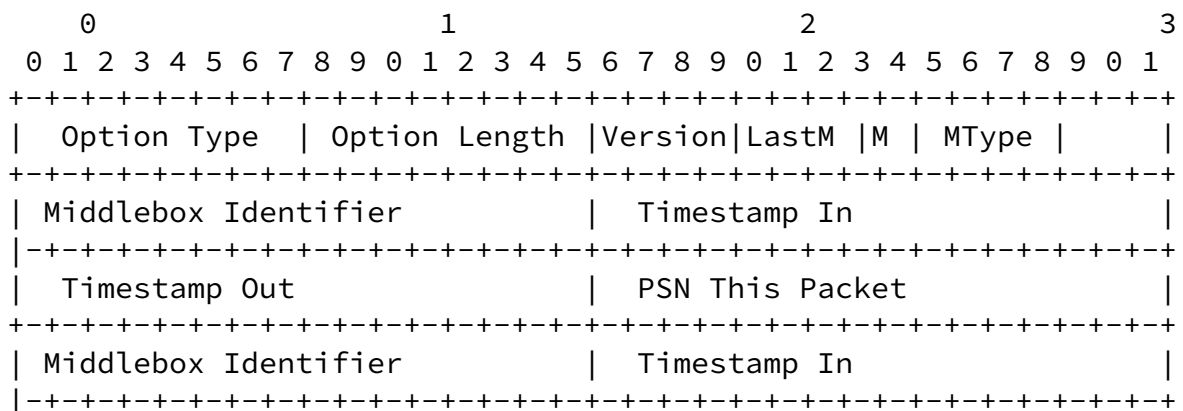 0                   1                   2                   3
 0 1 2 3 4 5 6 7 8 9 0 1 2 3 4 5 6 7 8 9 0 1 2 3 4 5 6 7 8 9 0 1
+-+-+-+-+-+-+-+-+-+-+-+-+-+-+-+-+-+-+-+-+-+-+-+-+-+-+-+-+-+-+-+-+
|  Option Type  | Option Length |Version|LastM |M | MType |     |
+-+-+-+-+-+-+-+-+-+-+-+-+-+-+-+-+-+-+-+-+-+-+-+-+-+-+-+-+-+-+-+-+
| Middlebox Identifier          |  Timestamp In                 |
|-+-+-+-+-+-+-+-+-+-+-+-+-+-+-+-+-+-+-+-+-+-+-+-+-+-+-+-+-+-+-+-+
|  Timestamp Out                |  PSN This Packet              |
+-+-+-+-+-+-+-+-+-+-+-+-+-+-+-+-+-+-+-+-+-+-+-+-+-+-+-+-+-+-+-+-+
| Middlebox Identifier          |  Timestamp In                 |
|-+-+-+-+-+-+-+-+-+-+-+-+-+-+-+-+-+-+-+-+-+-+-+-+-+-+-+-+-+-+-+-+